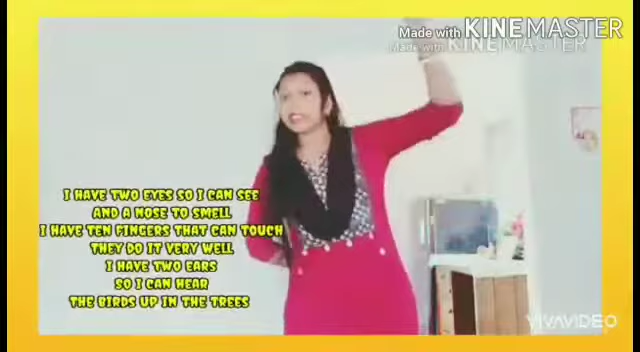 Made with KINEMASTER
Made with KINEMASTER
I HAVE TWO EYES SO I CAN SEE
AND A NOSE TO SMELL
I HAVE TEN FINGERS THAT CAN TOUCH
THEY DO IT VERY WELL
I HAVE TWO EARS
SO I CAN HEAR
THE BIRDS UP IN THE TREES
VIVAVIDEO